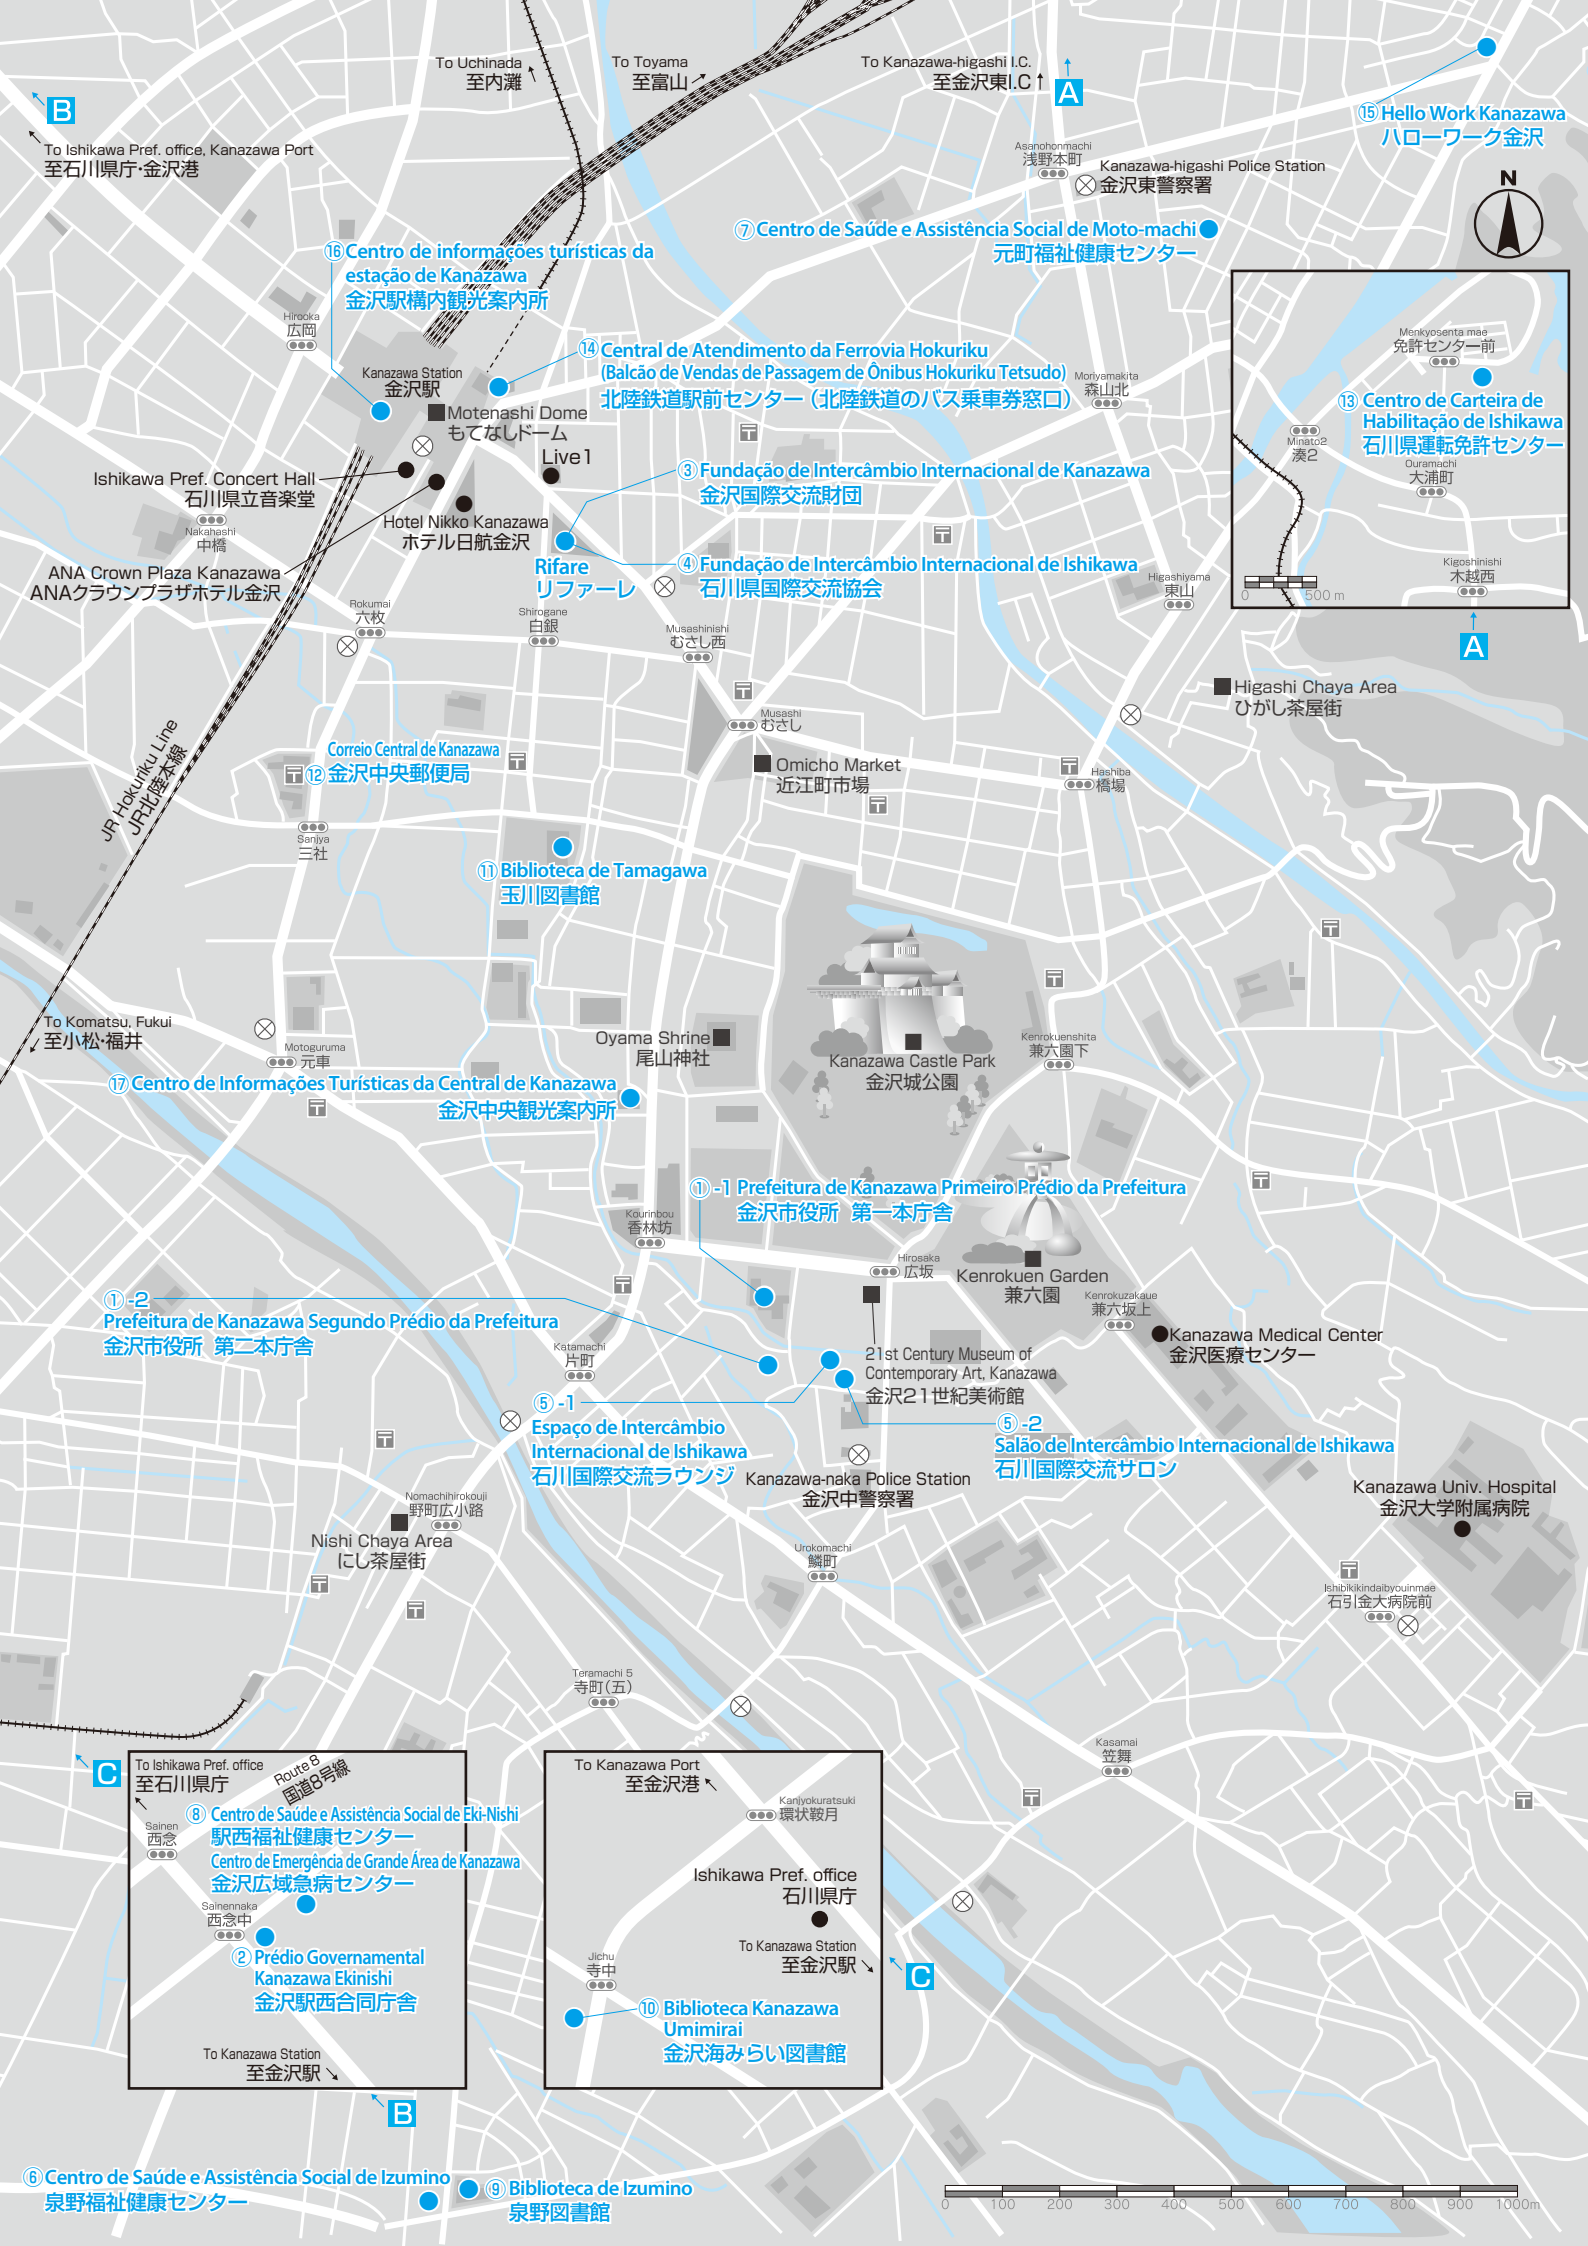 To Uchinada
至内灘
To Toyama
至富山
To Kanazawa-higashi I.C.
至金沢東I.C
A
B
To Ishikawa Pref. office, Kanazawa Port
至石川県庁・金沢港
⑮ Hello Work Kanazawa
ハローワーク金沢
Asanohonmachi
浅野本町
Kanazawa-higashi Police Station
金沢東警察署
N
⑦ Centro de Saúde e Assistência Social de Moto-machi
元町福祉健康センター
⑯ Centro de informações turísticas da
estação de Kanazawa
金沢駅構内観光案内所
Hirooka
広岡
⑭ Central de Atendimento da Ferrovia Hokuriku
(Balcão de Vendas de Passagem de Ônibus Hokuriku Tetsudo)
北陸鉄道駅前センター(北陸鉄道のバス乗車券窓口)
Kanazawa Station
金沢駅
Moriyamakita
森山北
Motenashi Dome
もてなしドーム
Live1
Menkyosenta mae
免許センター前
⑬ Centro de Carteira de
Habilitação de Ishikawa
石川県運転免許センター
Minato2
湊2
Ouramachi
大浦町
Kigoshinishi
木越西
0 500 m
A
Ishikawa Pref. Concert Hall
石川県立音楽堂
③ Fundação de Intercâmbio Internacional de Kanazawa
金沢国際交流財団
Nakahashi
中橋
Hotel Nikko Kanazawa
ホテル日航金沢
ANA Crown Plaza Kanazawa
ANAクラウンプラザホテル金沢
Rifare
リファーレ
④ Fundação de Intercâmbio Internacional de Ishikawa
石川県国際交流協会
Higashiyama
東山
Rokumai
六枚
Shirogane
白銀
Musashinishi
むさし西
Higashi Chaya Area
ひがし茶屋街
Musashi
むさし
JR Hokuriku Line
JR北陸本線
Correio Central de Kanazawa
⑫ 金沢中央郵便局
Omicho Market
近江町市場
Hashiba
橋場
Sanjya
三社
⑪ Biblioteca de Tamagawa
玉川図書館
To Komatsu, Fukui
至小松・福井
Motoguruma
元車
Oyama Shrine
尾山神社
Kanazawa Castle Park
金沢城公園
Kenrokuenshita
兼六園下
⑰ Centro de Informações Turísticas da Central de Kanazawa
金沢中央観光案内所
①-1 Prefeitura de Kanazawa Primeiro Prédio da Prefeitura
金沢市役所 第一本庁舎
Kourinbou
香林坊
Hirosaka
広坂
Kenrokuen Garden
兼六園
Kenrokuzakaue
兼六坂上
①-2
Prefeitura de Kanazawa Segundo Prédio da Prefeitura
金沢市役所 第二本庁舎
Kanazawa Medical Center
金沢医療センター
Katamachi
片町
21st Century Museum of
Contemporary Art, Kanazawa
金沢21世紀美術館
⑤-1
Espaço de Intercâmbio
Internacional de Ishikawa
石川国際交流ラウンジ
⑤-2
Salão de Intercâmbio Internacional de Ishikawa
石川国際交流サロン
Kanazawa-naka Police Station
金沢中警察署
Kanazawa Univ. Hospital
金沢大学附属病院
Nomachihirokouji
野町広小路
Nishi Chaya Area
にし茶屋街
Urokomachi
鱗町
Ishibikikindaibyouinmae
石引金大病院前
Teramachi 5
寺町(五)
Kasamai
笠舞
C
To Ishikawa Pref. office
至石川県庁
Route 8
国道8号線
⑧ Centro de Saúde e Assistência Social de Eki-Nishi
駅西福祉健康センター
Centro de Emergência de Grande Área de Kanazawa
金沢広域急病センター
Sainen
西念
Sainennaka
西念中
② Prédio Governamental
Kanazawa Ekinishi
金沢駅西合同庁舎
To Kanazawa Station
至金沢駅
B
To Kanazawa Port
至金沢港
Kanjyokuratsuki
環状鞍月
Ishikawa Pref. office
石川県庁
To Kanazawa Station
至金沢駅
C
Jichu
寺中
⑩ Biblioteca Kanazawa
Umimirai
金沢海みらい図書館
⑥ Centro de Saúde e Assistência Social de Izumino
泉野福祉健康センター
⑨ Biblioteca de Izumino
泉野図書館
0 100 200 300 400 500 600 700 800 900 1000m